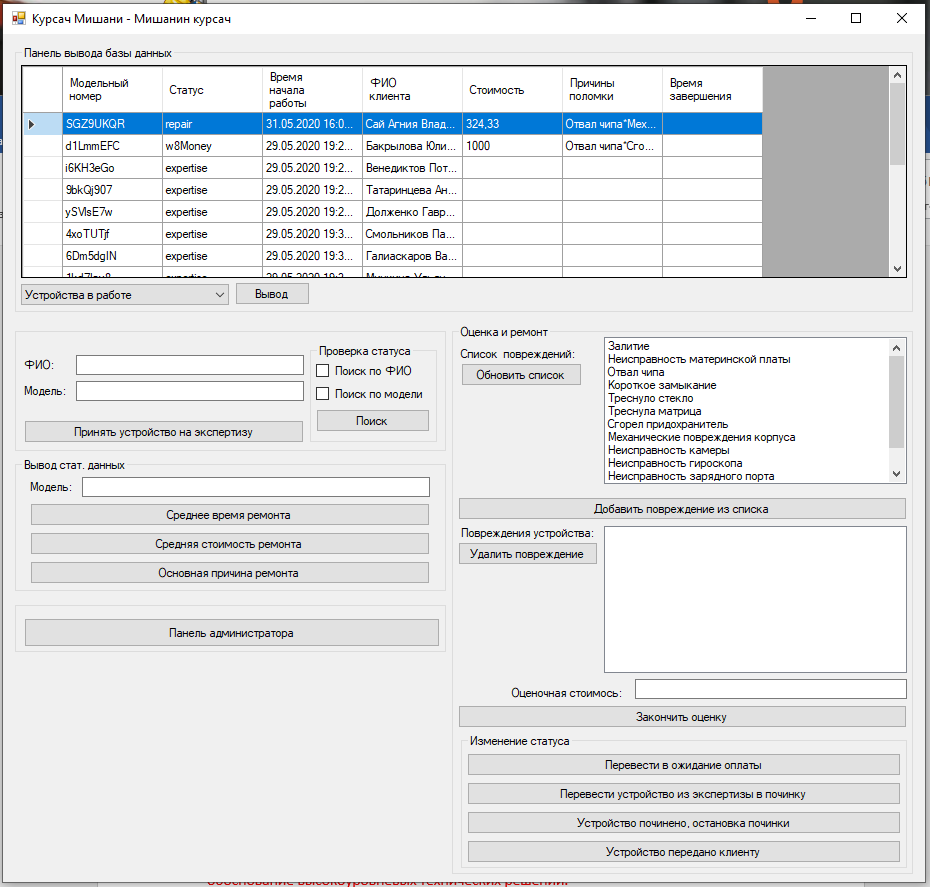 Курсач Мишани - Мишанин курсач
Панель вывода базы данных
Модельный номер
Статус
Время начала работы
ФИО клиента
Стоимость
Причины поломки
Время завершения
SGZ9UKQR repair 31.05.2020 16:0... Сай Агния Влад... 324,33 Отвал чипа*Мех...
d1LmmEFC w8Money 29.05.2020 19:2... Бакрылова Юли... 1000 Отвал чипа*Сго...
i6KH3eGo expertise 29.05.2020 19:2... Венедиктов Пот...
9bkQj907 expertise 29.05.2020 19:2... Татаринцева Ан...
ySVlsE7w expertise 29.05.2020 19:2... Долженко Гавр...
4xoTUTjf expertise 29.05.2020 19:3... Смольников Па...
6Dm5dgIN expertise 29.05.2020 19:3... Галиаскаров Ва...
Устройства в работе
Вывод
ФИО:
Модель:
Принять устройство на экспертизу
Проверка статуса
Поиск по ФИО
Поиск по модели
Поиск
Вывод стат. данных
Модель:
Среднее время ремонта
Средняя стоимость ремонта
Основная причина ремонта
Панель администратора
Оценка и ремонт
Список повреждений:
Обновить список
Залитие
Неисправность материнской платы
Отвал чипа
Короткое замыкание
Треснуло стекло
Треснула матрица
Сгорел придохранитель
Механические повреждения корпуса
Неисправность камеры
Неисправность гироскопа
Неисправность зарядного порта
Добавить повреждение из списка
Повреждения устройства:
Удалить повреждение
Оценочная стоимось:
Закончить оценку
Изменение статуса
Перевести в ожидание оплаты
Перевести устройство из экспертизы в починку
Устройство починено, остановка починки
Устройство передано клиенту
обоснование высокоуровневых технических решений.